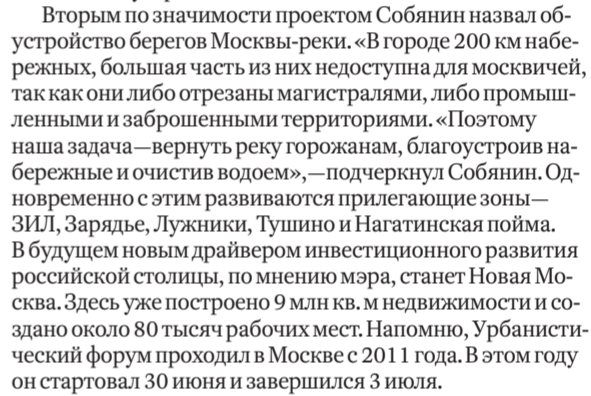 Вторым по значимости проектом Собянин назвал об-
устройство берегов Москвы-реки. «В городе 200 км набе-
режных, большая часть из них недоступна для москвичей,
так как они либо отрезаны магистралями, либо промыш-
ленными и заброшенными территориями. «Поэтому
наша задача—вернуть реку горожанам, благоустроив на-
бережные и очистив водоем»,—подчеркнул Собянин. Од-
новременно с этим развиваются прилегающие зоны—
ЗИЛ, Зарядье, Лужники, Тушино и Нагатинская пойма.
В будущем новым драйвером инвестиционного развития
российской столицы, по мнению мэра, станет Новая Мо-
сква. Здесь уже построено 9 млн кв. м недвижимости и со-
здано около 80 тысяч рабочих мест. Напомню, Урбанисти-
ческий форум проходил в Москве с 2011 года. В этом году
он стартовал 30 июня и завершился 3 июля.